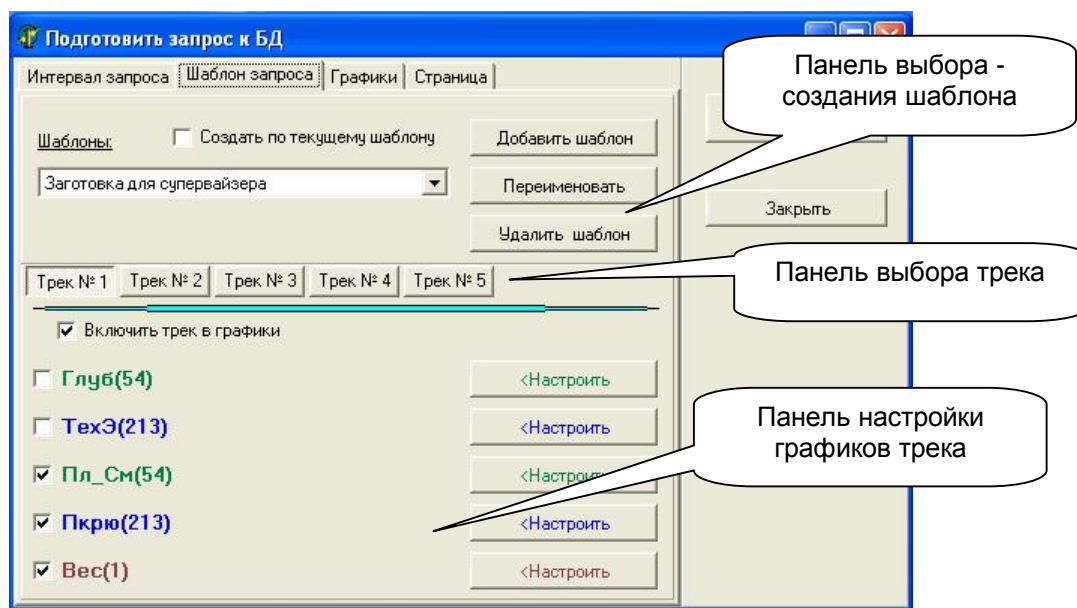 Подготовить запрос к БД
Интервал запроса Шаблон запроса Графики Страница
Панель выбора -
создания шаблона
Шаблоны: Создать по текущему шаблону Добавить шаблон
Заготовка для супервайзера Переименовать
Закрыть
Удалить шаблон
Трек № 1 Трек № 2 Трек № 3 Трек № 4 Трек № 5
Панель выбора трека
Включить трек в графики
Глуб(54) <Настроить
ТехЭ(213) <Настроить
Панель настройки
графиков трека
Пл_См(54) <Настроить
Пкрю(213) <Настроить
Вес(1) <Настроить